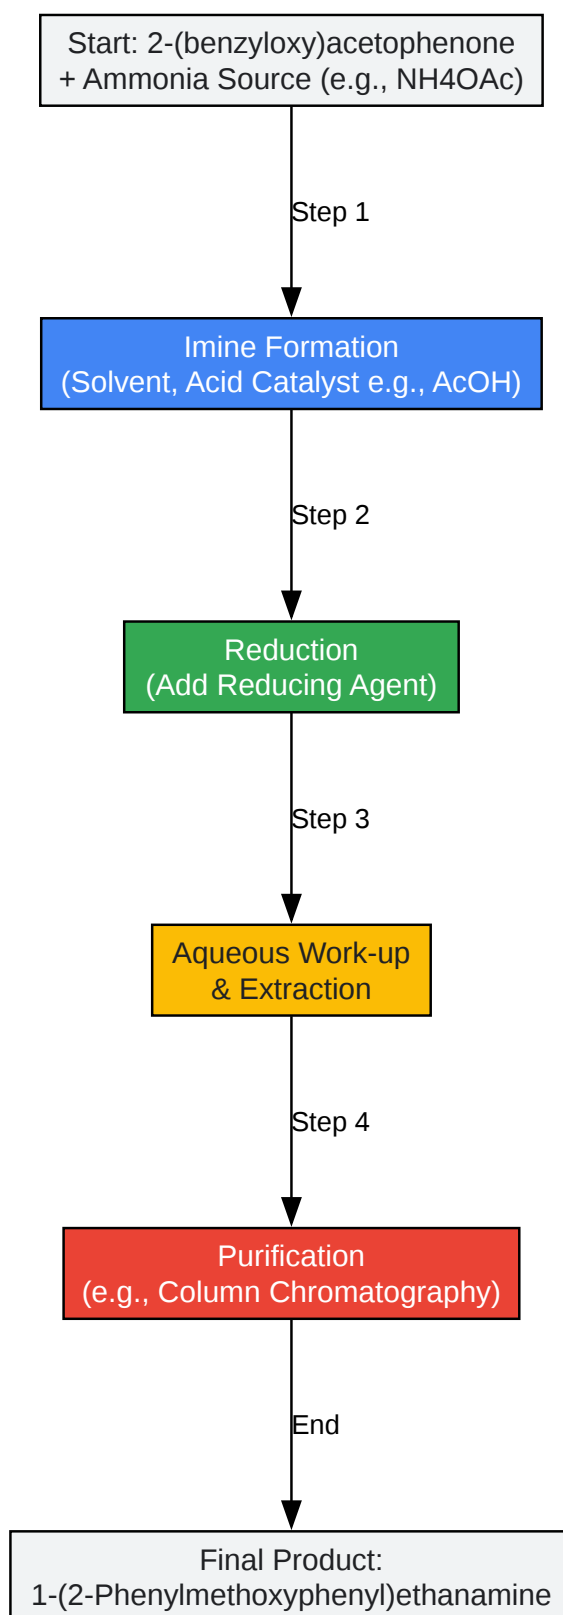 Start: 2-(benzyloxy)acetophenone
+ Ammonia Source (e.g., NH4OAc)
Step 1
Imine Formation
(Solvent, Acid Catalyst e.g., AcOH)
Step 2
Reduction
(Add Reducing Agent)
Step 3
Aqueous Work-up
& Extraction
Step 4
Purification
(e.g., Column Chromatography)
End
Final Product:
1-(2-Phenylmethoxyphenyl)ethanamine